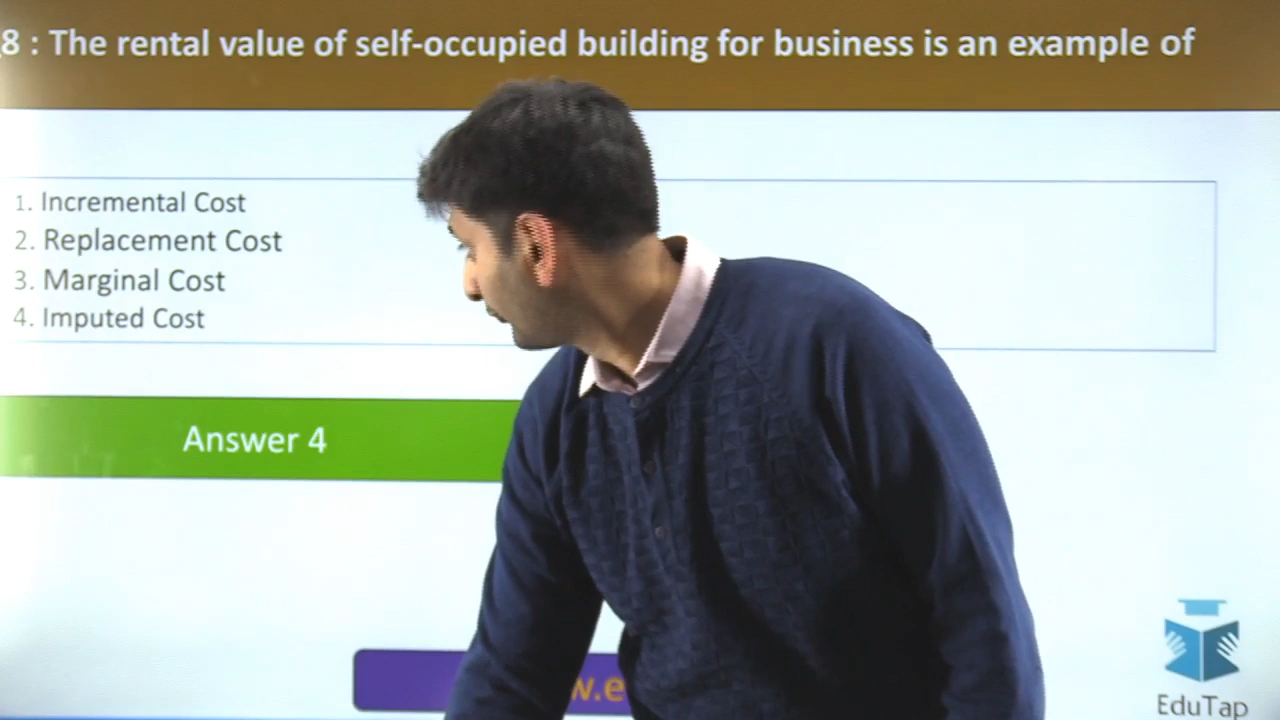 8 : The rental value of self-occupied building for business is an example of
1. Incremental Cost
2. Replacement Cost
3. Marginal Cost
4. Imputed Cost
Answer 4
w.e
EduTap